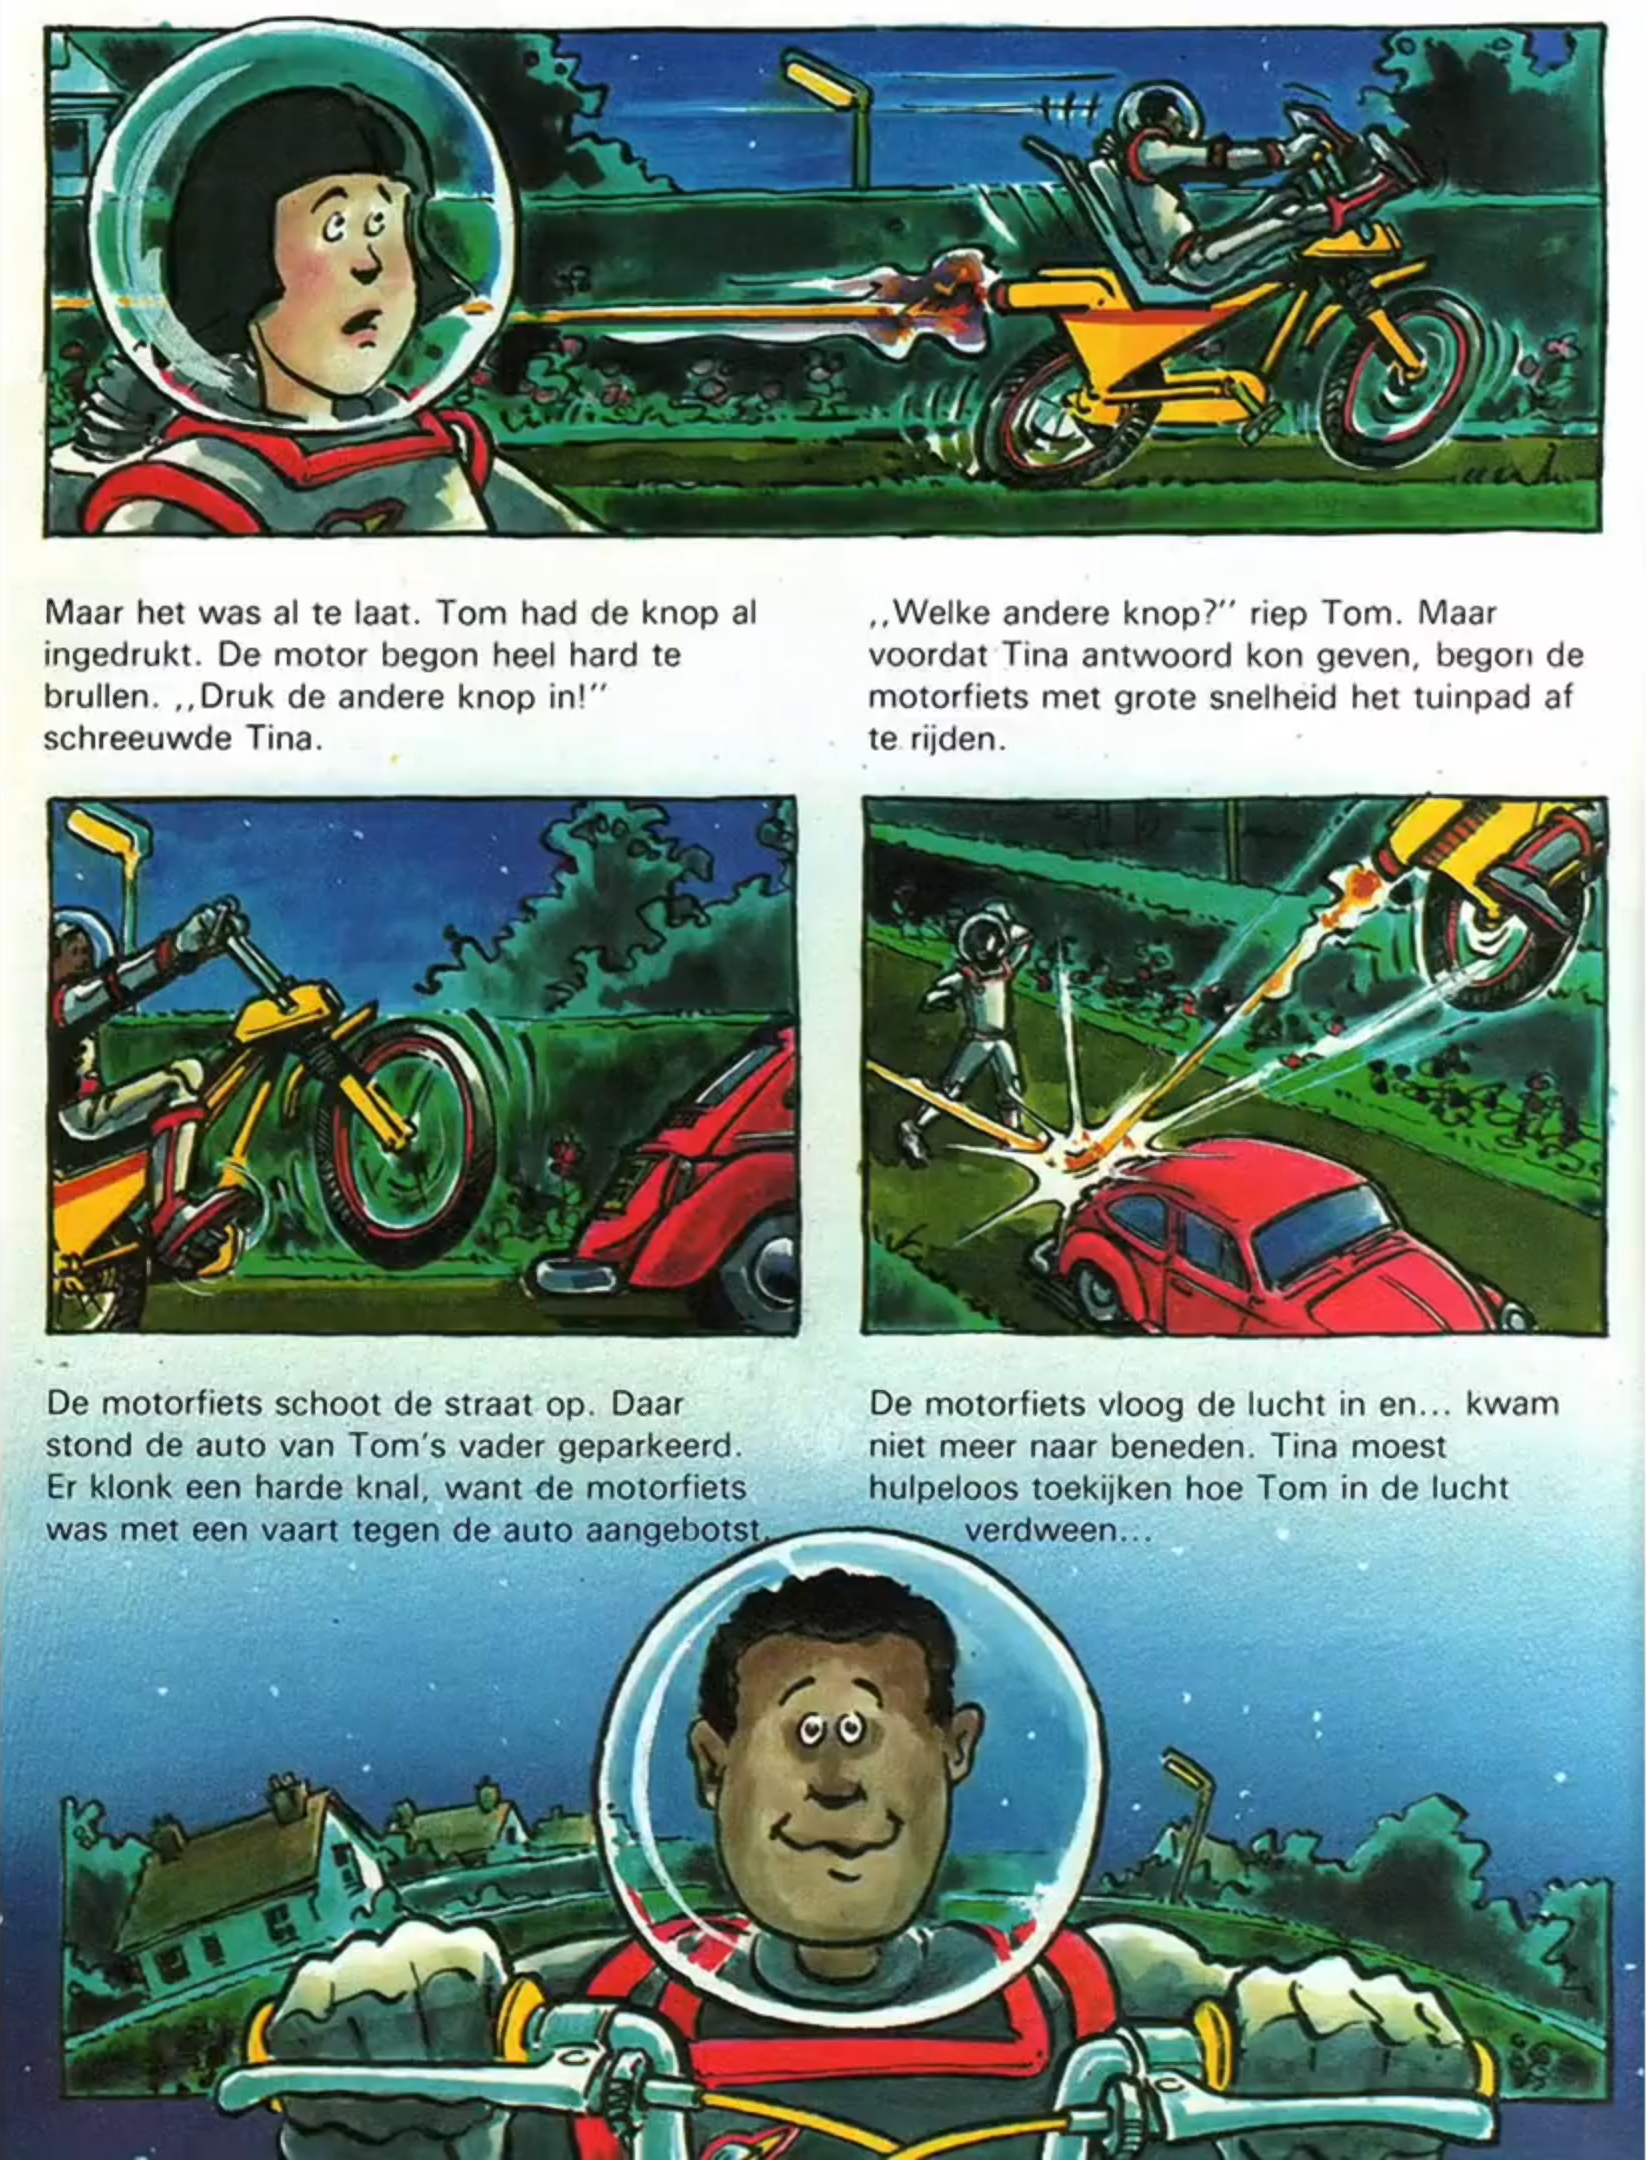 Maar het was al te laat. Tom had de knop al
ingedrukt. De motor begon heel hard te
brullen. ,,Druk de andere knop in!’’
schreeuwde Tina.
,,Welke andere knop?’’ riep Tom. Maar
voordat Tina antwoord kon geven, begon de
motorfiets met grote snelheid het tuinpad af
te rijden.
De motorfiets schoot de straat op. Daar
stond de auto van Tom's vader geparkeerd.
Er klonk een harde knal, want de motorfiets
was met een vaart tegen de auto aangebotst.
De motorfiets vloog de lucht in en... kwam
niet meer naar beneden. Tina moest
hulpeloos toekijken hoe Tom in de lucht
verdween...